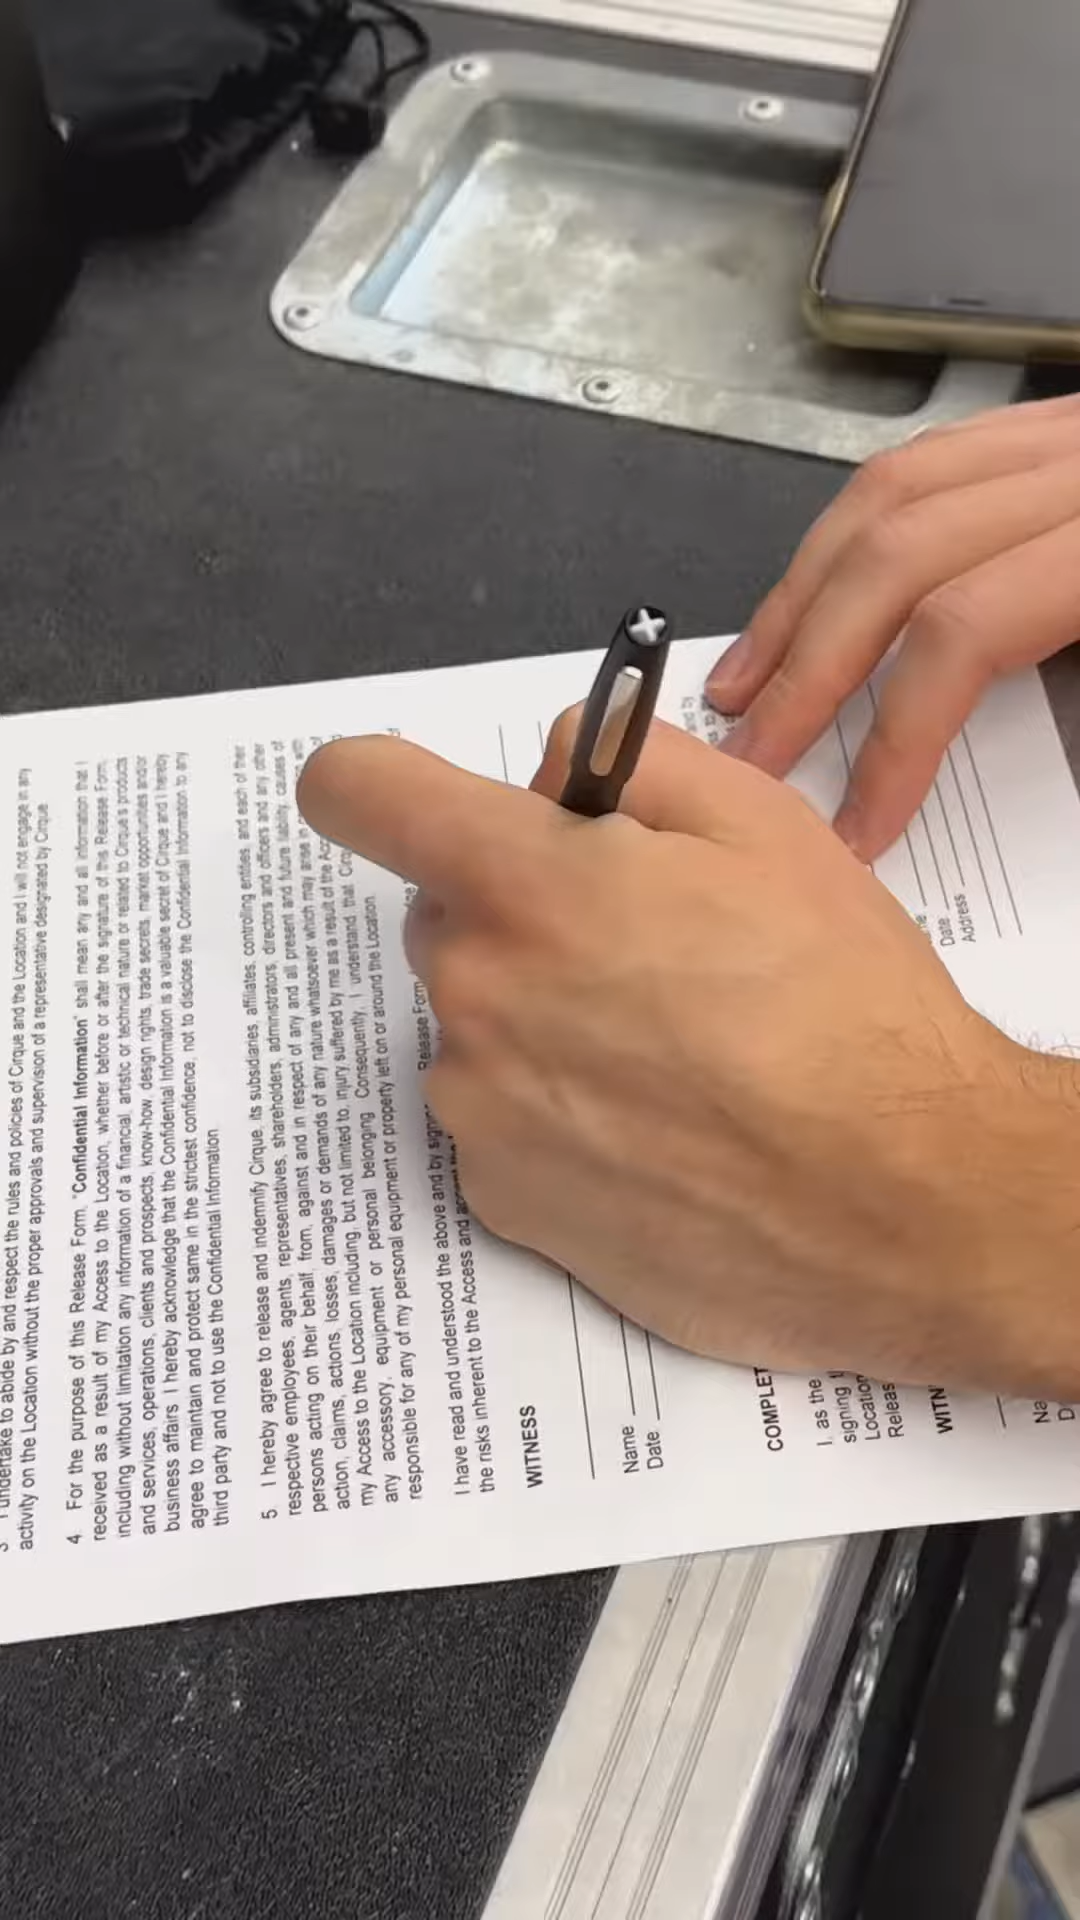 3 I undertake to abide by and respect the rules and policies of Cirque and the Location and I will not engage in any
activity on the Location without the proper approvals and supervision of a representative designated by Cirque
4 For the purpose of this Release Form, "Confidential Information" shall mean any and all information that I
received as a result of my Access to the Location, whether before or after the signature of this Release Form,
including without limitation any information of a financial, artistic or technical nature or related to Cirque's products
and services, operations, clients and prospects, know-how, design rights, trade secrets, market opportunities and/or
business affairs. I hereby acknowledge that the Confidential Information is a valuable secret of Cirque and I hereby
agree to maintain and protect same in the strictest confidence, not to disclose the Confidential Information to any
third party and not to use the Confidential Information
5 I hereby agree to release and indemnify Cirque, its subsidiaries, affiliates, controlling entities, and each of their
respective employees, agents, representatives, shareholders, administrators, directors and officers and any other
persons acting on their behalf, from, against and in respect of any and all present and future liability, causes of
action, claims, actions, losses, damages or demands of any nature whatsoever which may arise in with
my Access to the Location including, but not limited to, injury suffered by me as a result of the of
any accessory, equipment or personal belonging. Consequently, I understand that
responsible for any of my personal equipment or property left on or around the Location
I have read and understood the above and by Release Form
the risks inherent to the Access and
WITNESS
Name
Date
and by
I, as the
signing
Location
WITN
Date
Address